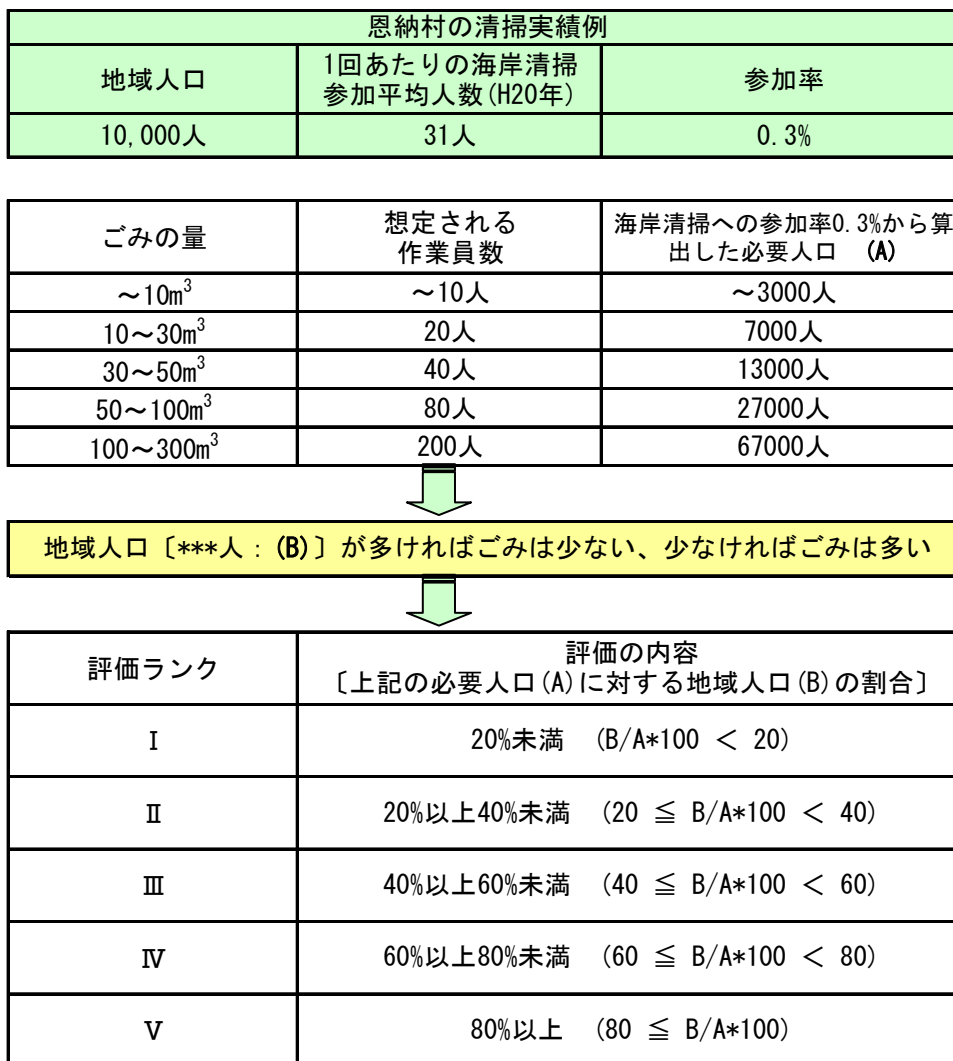 恩納村の清掃実績例
地域人口 1回あたりの海岸清掃参加平均人数(H20年) 参加率
10,000人 31人 0.3%
ごみの量 想定される作業員数 海岸清掃への参加率0.3%から算出した必要人口 (A)
～10m³ ～10人 ～3000人
10～30m³ 20人 7000人
30～50m³ 40人 13000人
50～100m³ 80人 27000人
100～300m³ 200人 67000人
地域人口〔***人：(B)〕が多ければごみは少ない、少なければごみは多い
評価ランク 評価の内容〔上記の必要人口(A)に対する地域人口(B)の割合〕
Ⅰ 20%未満 (B/A*100 ＜ 20)
Ⅱ 20%以上40%未満 (20 ≦ B/A*100 ＜ 40)
Ⅲ 40%以上60%未満 (40 ≦ B/A*100 ＜ 60)
Ⅳ 60%以上80%未満 (60 ≦ B/A*100 ＜ 80)
Ⅴ 80%以上 (80 ≦ B/A*100)